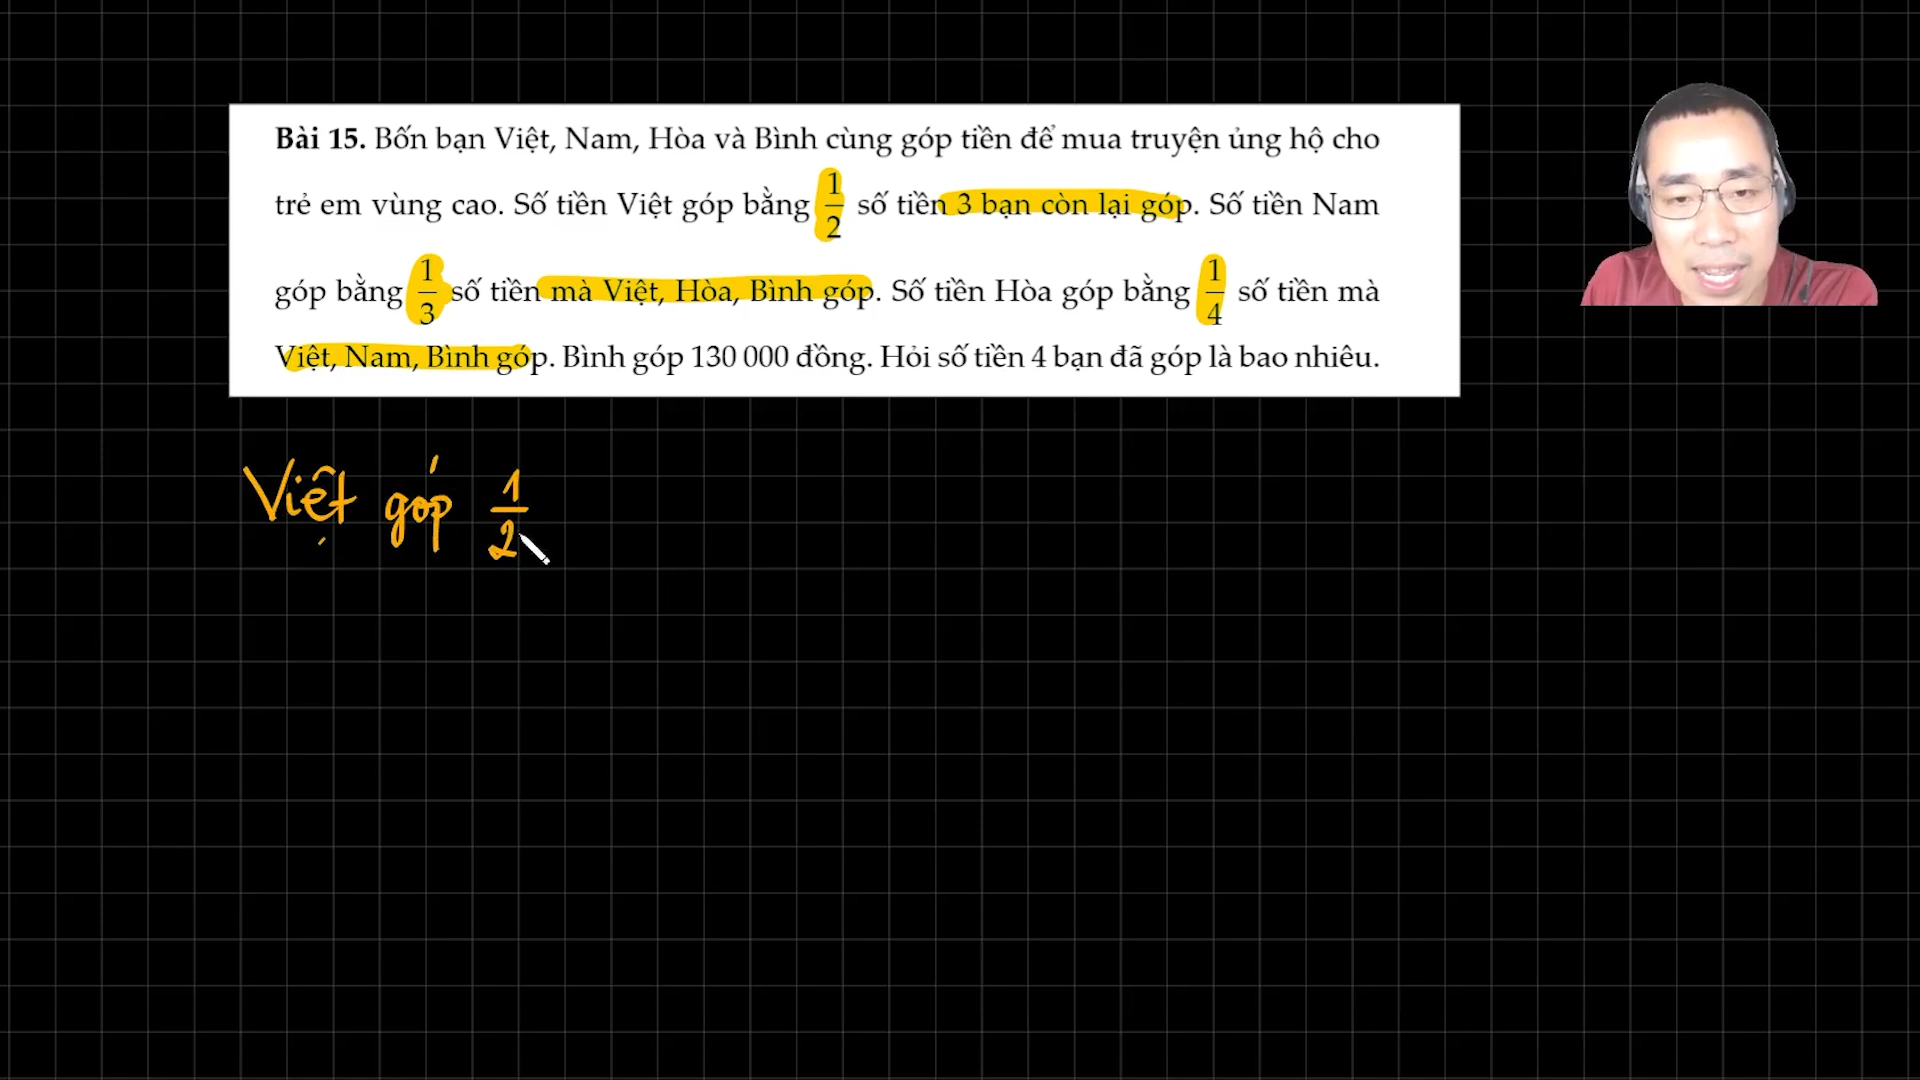 Bài 15. Bốn bạn Việt, Nam, Hòa và Bình cùng góp tiền để mua truyện ủng hộ cho
trẻ em vùng cao. Số tiền Việt góp bằng 1/2 số tiền 3 bạn còn lại góp. Số tiền Nam
góp bằng 1/3 số tiền mà Việt, Hòa, Bình góp. Số tiền Hòa góp bằng 1/4 số tiền mà
Việt, Nam, Bình góp. Bình góp 130 000 đồng. Hỏi số tiền 4 bạn đã góp là bao nhiêu.
Việt góp 1/2